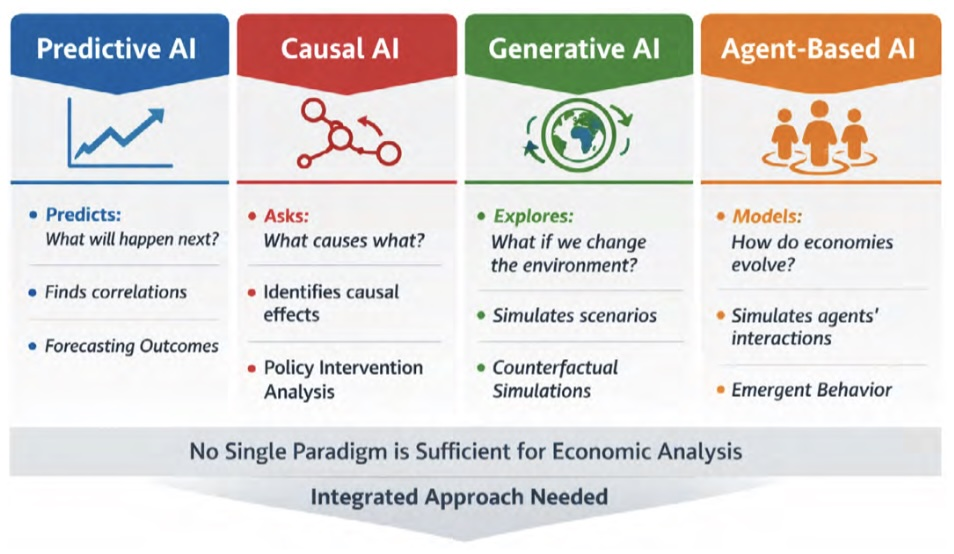 Predictive AI
Predicts:
What will happen next?
Finds correlations
Forecasting Outcomes
Causal AI
Asks:
What causes what?
Identifies causal
effects
Policy Intervention
Analysis
Generative AI
Explores:
What if we change
the environment?
Simulates scenarios
Counterfactual
Simulations
Agent-Based AI
Models:
How do economies
evolve?
Simulates agents'
interactions
Emergent Behavior
No Single Paradigm is Sufficient for Economic Analysis
Integrated Approach Needed